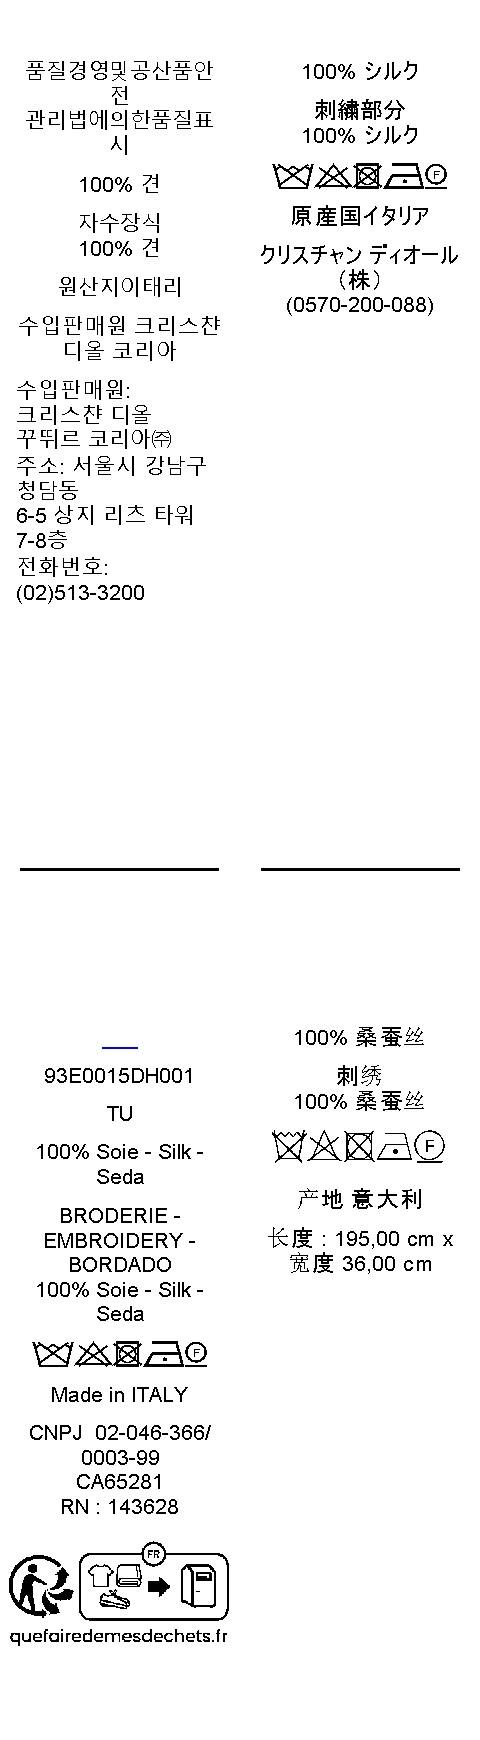 품질경영및공산품안
전
관리법에의한품질표
시
100% 견
자수장식
100% 견
원산지이태리
수입판매원 크리스챤
디올 코리아
수입판매원:
크리스챤 디올
꾸뛰르 코리아㈜
주소: 서울시 강남구
청담동
6-5 상지 리츠 타워
7-8층
전화번호:
(02)513-3200
100% シルク
刺繍部分
100% シルク
F
原産国イタリア
クリスチャン ディオール
（株）
(0570-200-088)
93E0015DH001
TU
100% Soie - Silk -
Seda
BRODERIE -
EMBROIDERY -
BORDADO
100% Soie - Silk -
Seda
F
Made in ITALY
CNPJ 02-046-366/
0003-99
CA65281
RN : 143628
FR
quefairedemesdechets.fr
100% 桑蚕丝
刺绣
100% 桑蚕丝
F
产地 意大利
长度 : 195,00 cm x
宽度 36,00 cm